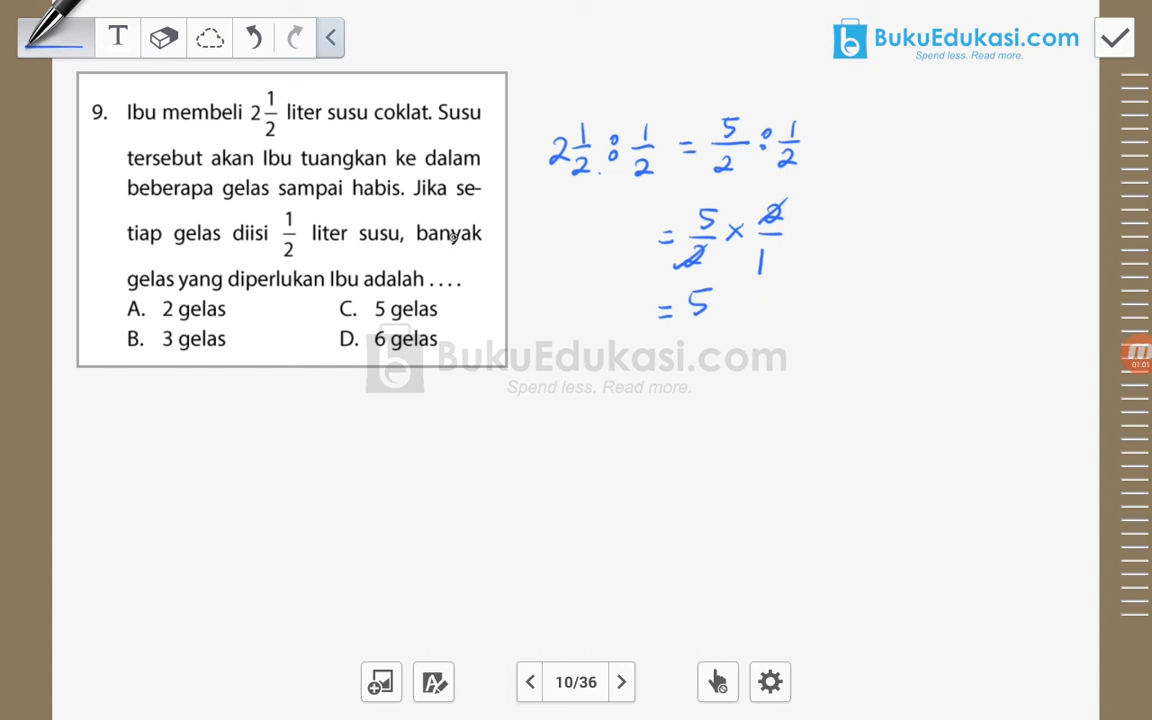 T
BukuEdukasi.com
Spend less. Read more.
9. Ibu membeli 2 1/2 liter susu coklat. Susu
tersebut akan Ibu tuangkan ke dalam
beberapa gelas sampai habis. Jika se-
tiap gelas diisi 1/2 liter susu, banyak
gelas yang diperlukan Ibu adalah . . . .
A. 2 gelas C. 5 gelas
B. 3 gelas D. 6 gelas
2 1/2 : 1/2 = 5/2 : 1/2
= 5/2 × 2/1
= 5
BukuEdukasi.com
Spend less. Read more.
01:01
10/36